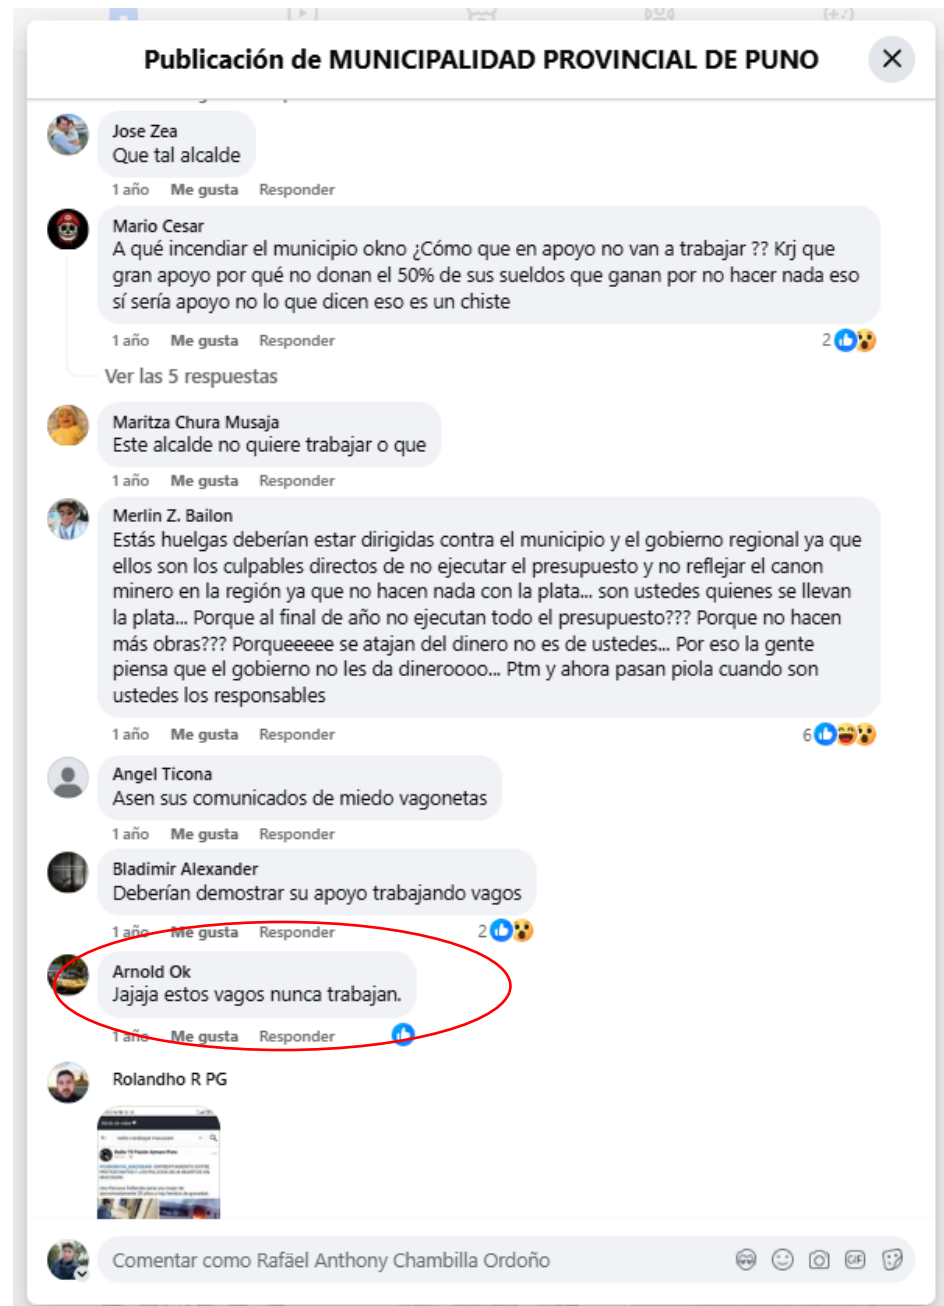 Publicación de MUNICIPALIDAD PROVINCIAL DE PUNO
Jose Zea
Que tal alcalde
1 año Me gusta Responder
Mario Cesar
A qué incendiar el municipio okno ¿Cómo que en apoyo no van a trabajar ?? Krj que
gran apoyo por qué no donan el 50% de sus sueldos que ganan por no hacer nada eso
sí sería apoyo no lo que dicen eso es un chiste
1 año Me gusta Responder 2
Ver las 5 respuestas
Maritza Chura Musaja
Este alcalde no quiere trabajar o que
1 año Me gusta Responder
Merlin Z. Bailon
Estás huelgas deberían estar dirigidas contra el municipio y el gobierno regional ya que
ellos son los culpables directos de no ejecutar el presupuesto y no reflejar el canon
minero en la región ya que no hacen nada con la plata... son ustedes quienes se llevan
la plata... Porque al final de año no ejecutan todo el presupuesto??? Porque no hacen
más obras??? Porqueeeee se atajan del dinero no es de ustedes... Por eso la gente
piensa que el gobierno no les da dineroooo... Ptm y ahora pasan piola cuando son
ustedes los responsables
1 año Me gusta Responder 6
Angel Ticona
Asen sus comunicados de miedo vagonetas
1 año Me gusta Responder
Bladimir Alexander
Deberían demostrar su apoyo trabajando vagos
1 año Me gusta Responder 2
Arnold Ok
Jajaja estos vagos nunca trabajan.
1 año Me gusta Responder
Rolandho R PG
Comentar como Rafäel Anthony Chambilla Ordoño
GIF